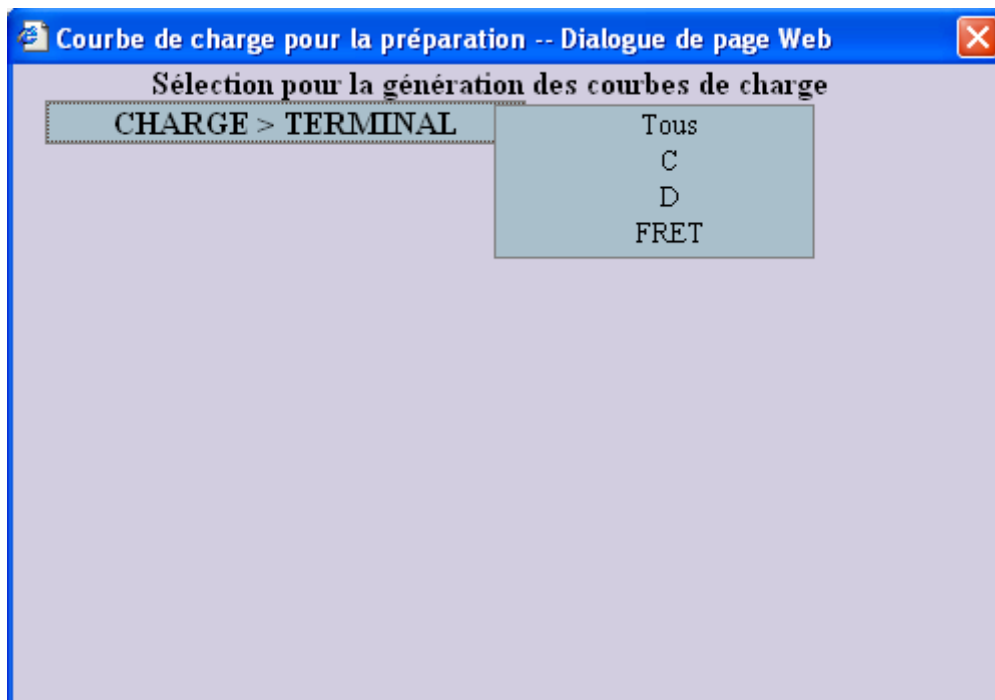 Courbe de charge pour la préparation -- Dialogue de page Web
Sélection pour la génération des courbes de charge
CHARGE > TERMINAL
Tous
C
D
FRET